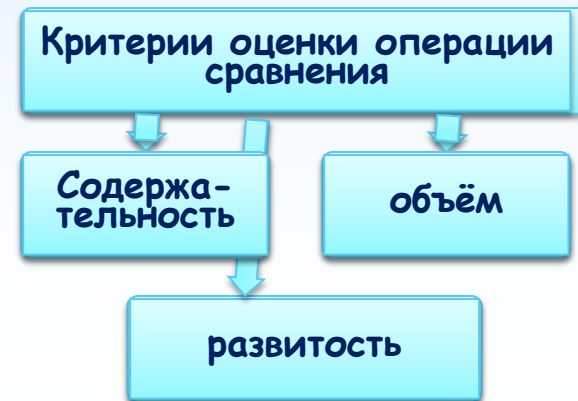 Критерии оценки операции
сравнения
Содержа-
тельность
объём
развитость